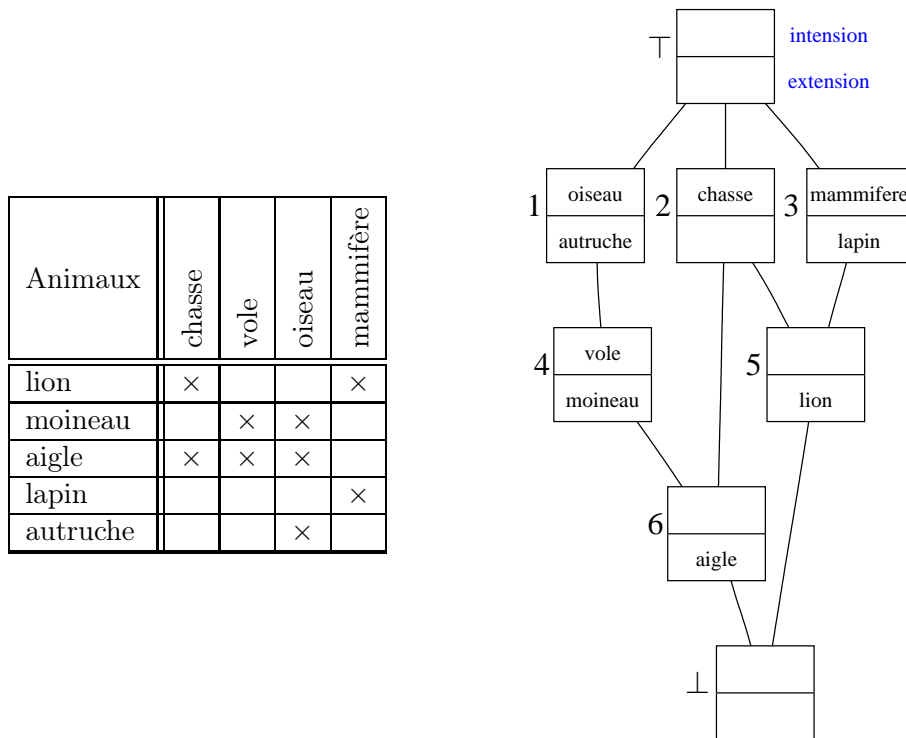 Animaux chasse vole oiseau mammifère
lion × ×
moineau × ×
aigle × × ×
lapin ×
autruche ×
⊤
intension
extension
1 oiseau
autruche
2 chasse
3 mammifere
lapin
4 vole
moineau
5
lion
6
aigle
⊥